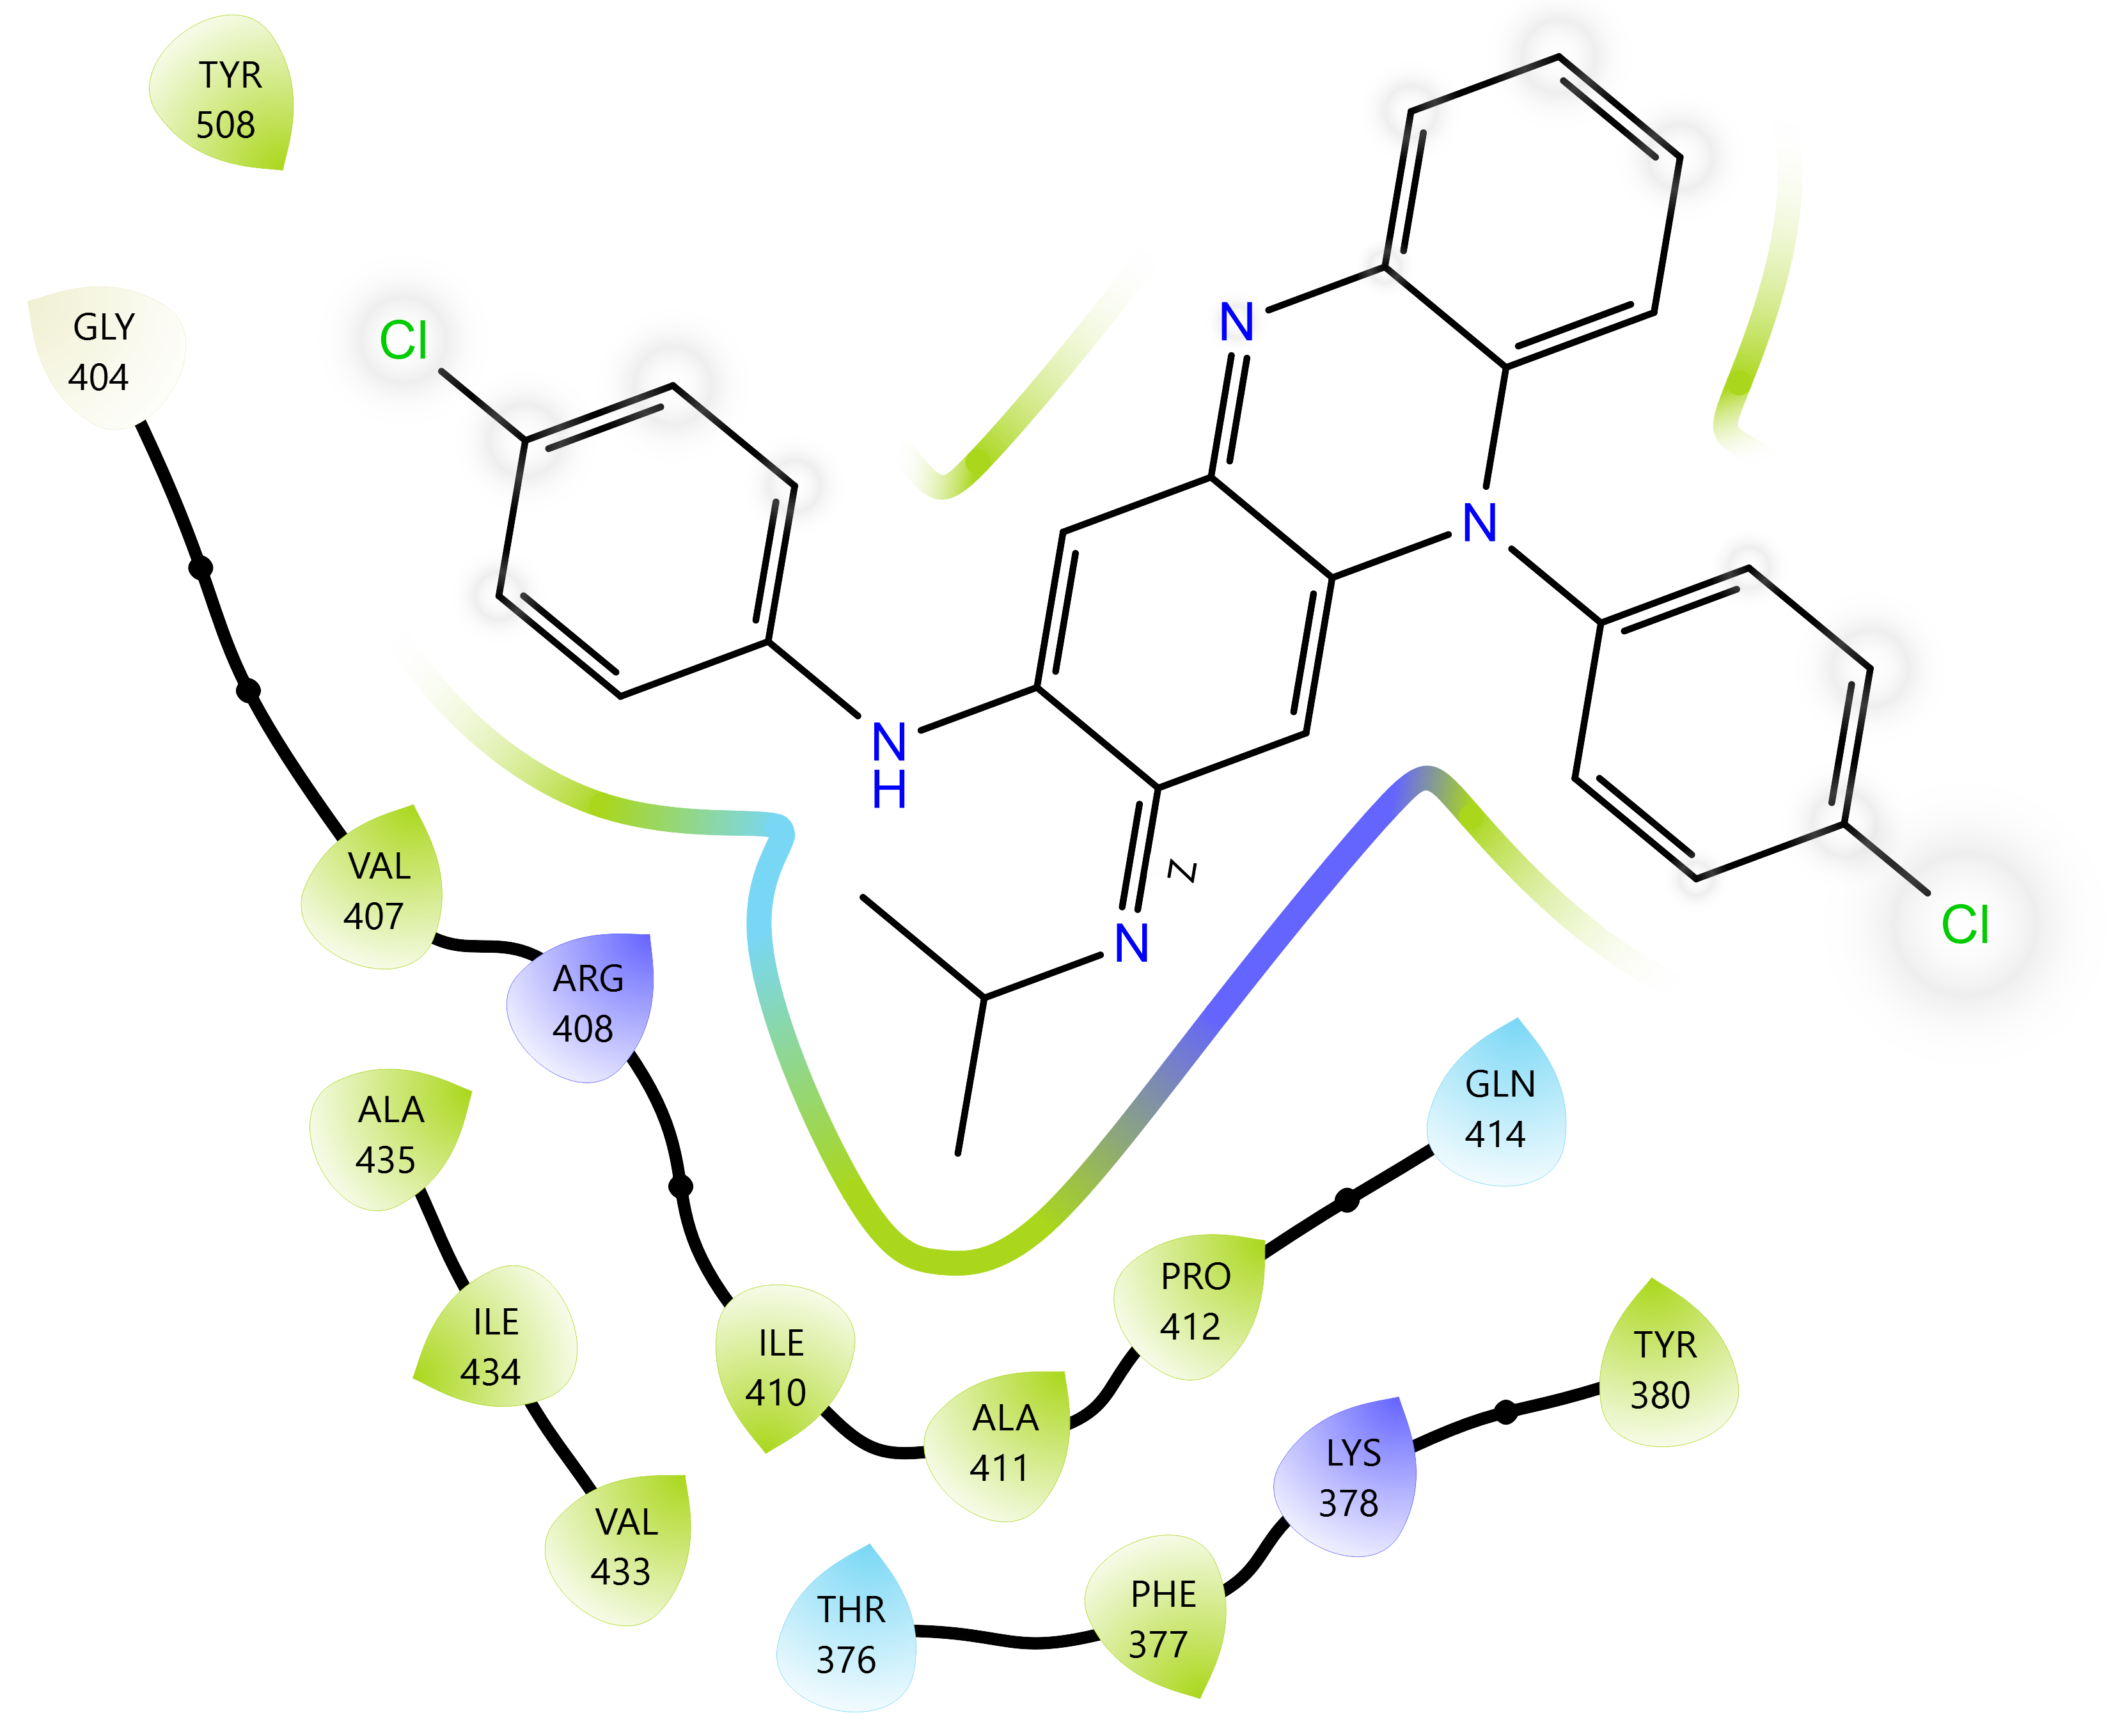 TYR
508
GLY
404
Cl
N
N
N
H
Z
N
Cl
VAL
407
ARG
408
ALA
435
GLN
414
ILE
434
ILE
410
PRO
412
ALA
411
TYR
380
LYS
378
VAL
433
THR
376
PHE
377